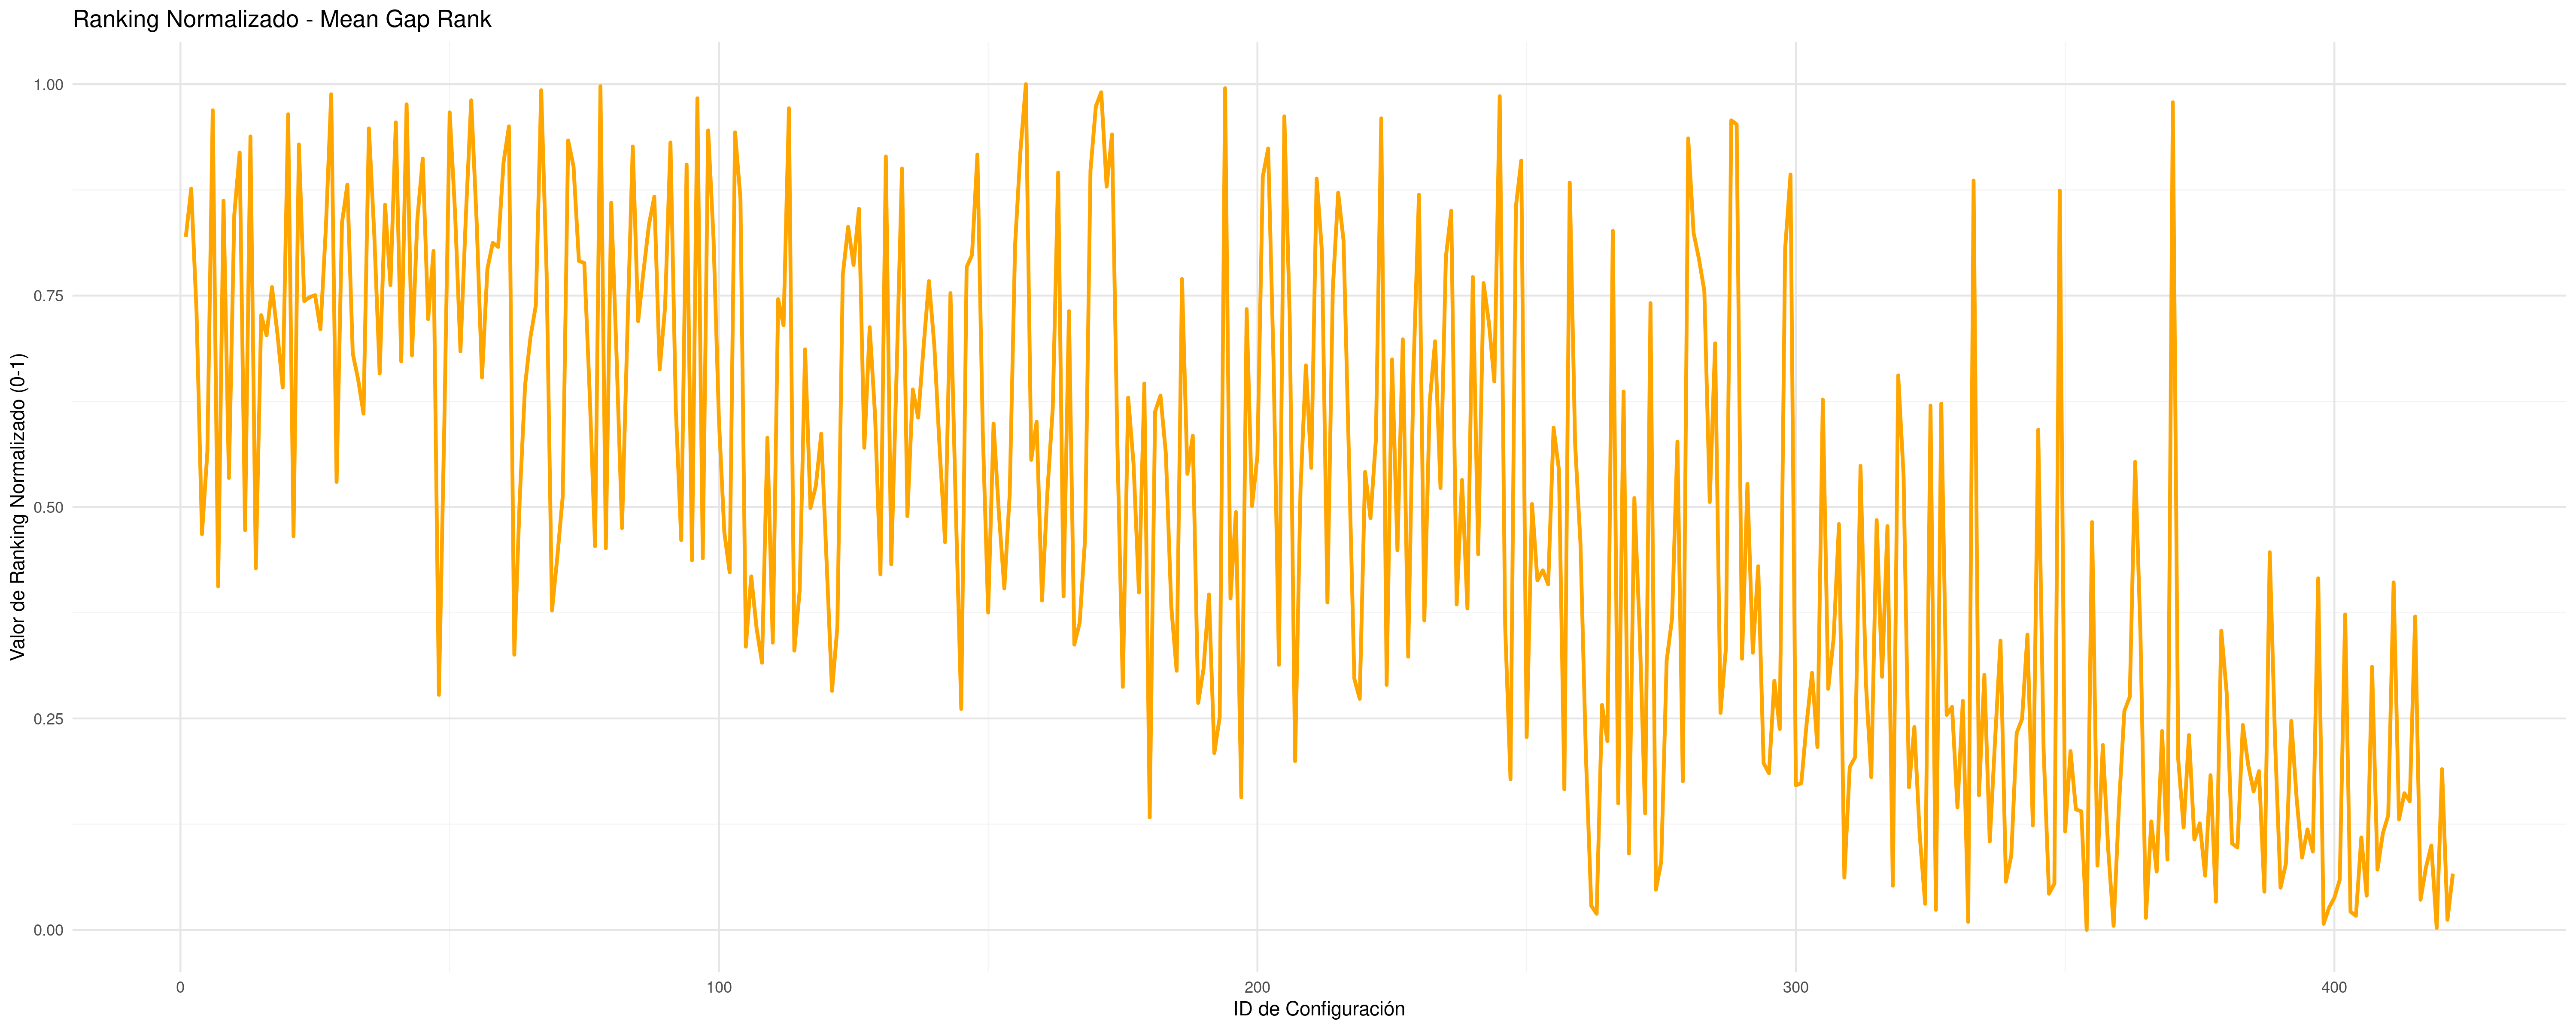 Ranking Normalizado - Mean Gap Rank
Valor de Ranking Normalizado (0-1)
1.00
0.75
0.50
0.25
0.00
0 100 200 300 400
ID de Configuración